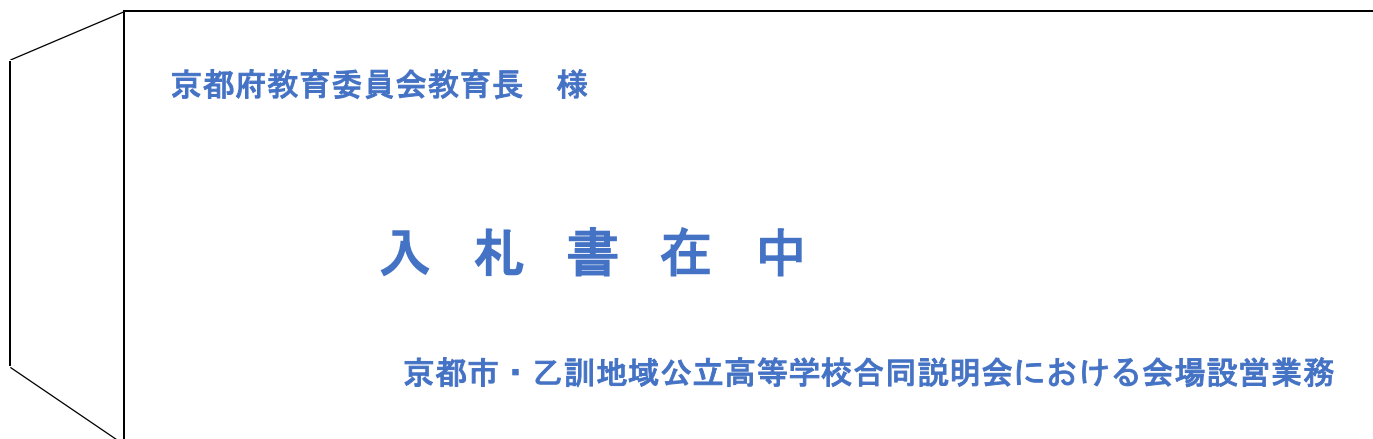 京都府教育委員会教育長　様
入　札　書　在　中
京都市・乙訓地域公立高等学校合同説明会における会場設営業務